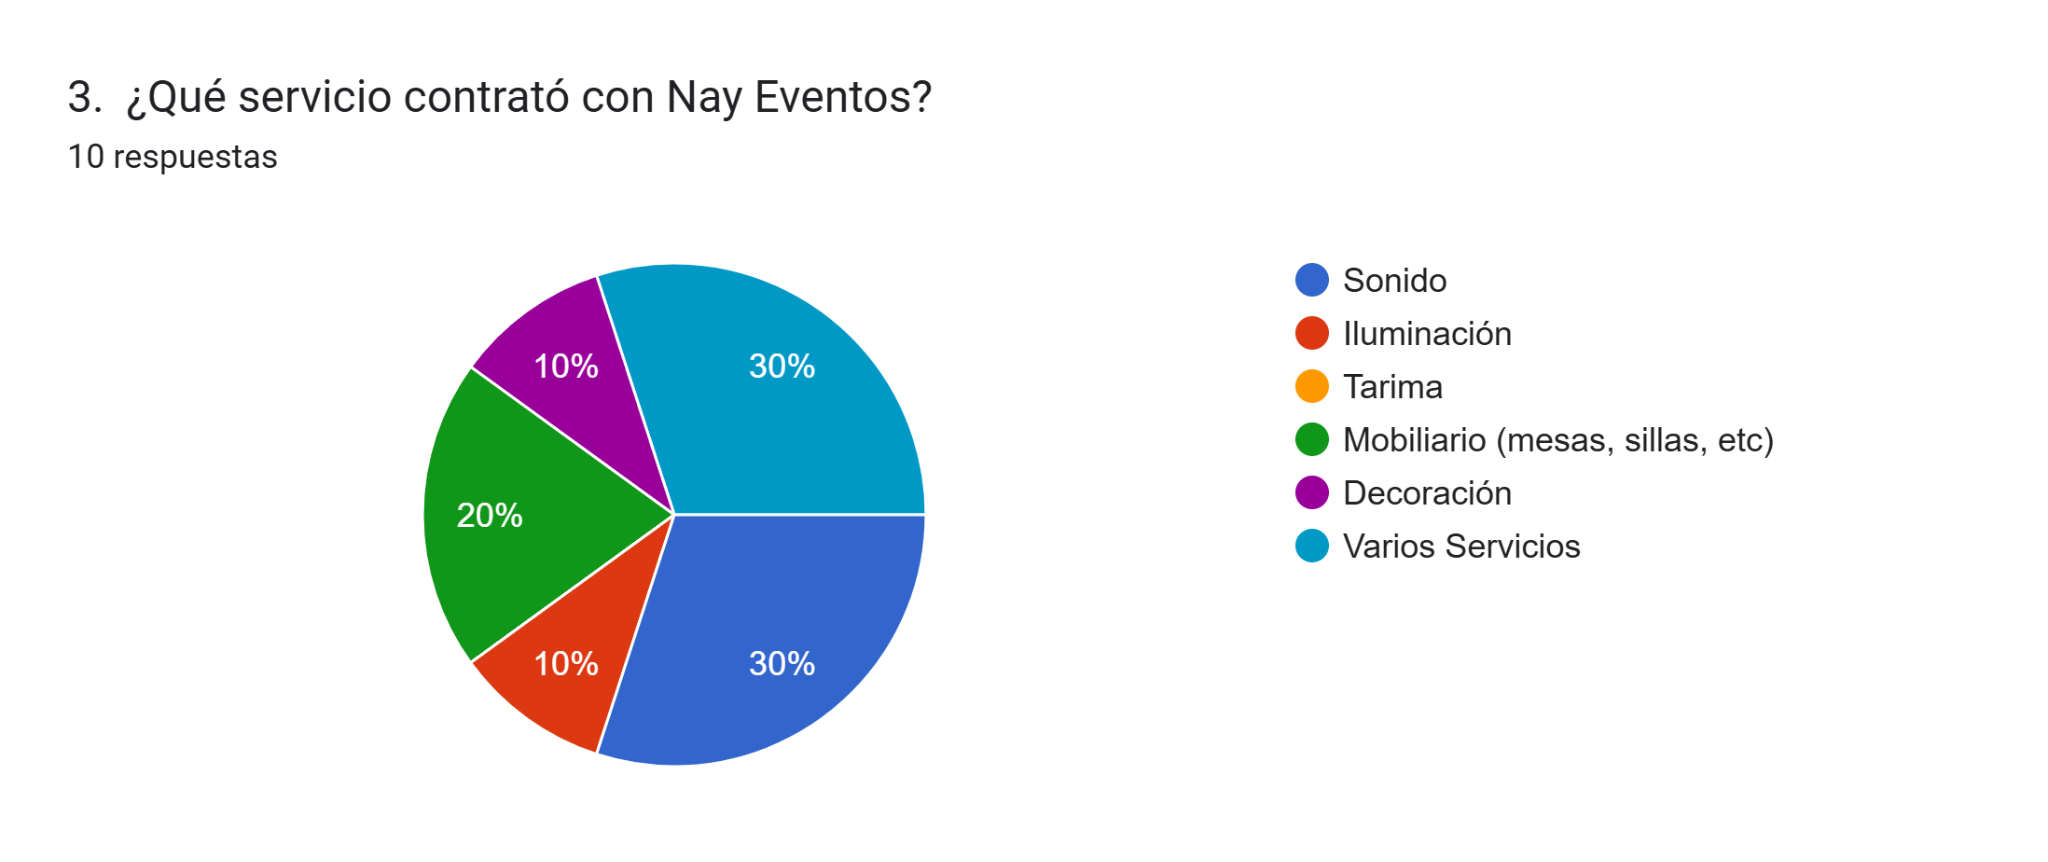 3. ¿Qué servicio contrató con Nay Eventos?
10 respuestas
10%
30%
20%
10%
30%
Sonido
Iluminación
Tarima
Mobiliario (mesas, sillas, etc)
Decoración
Varios Servicios